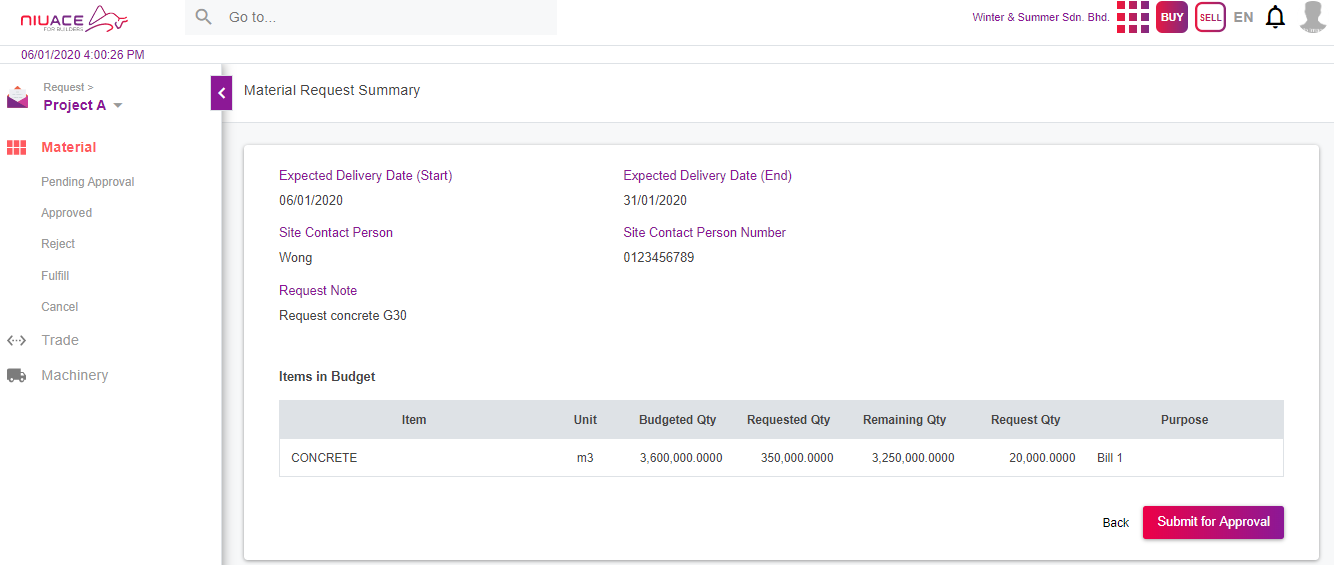 NIUACE
FOR BUILDERS
Go to...
Winter & Summer Sdn. Bhd.
BUY
SELL
EN
06/01/2020 4:00:26 PM
Request >
Project A
Material
Pending Approval
Approved
Reject
Fulfill
Cancel
Trade
Machinery
Material Request Summary
Expected Delivery Date (Start) Expected Delivery Date (End)
06/01/2020 31/01/2020
Site Contact Person Site Contact Person Number
Wong 0123456789
Request Note
Request concrete G30
Items in Budget
Item Unit Budgeted Qty Requested Qty Remaining Qty Request Qty Purpose
CONCRETE m3 3,600,000.0000 350,000.0000 3,250,000.0000 20,000.0000 Bill 1
Back Submit for Approval